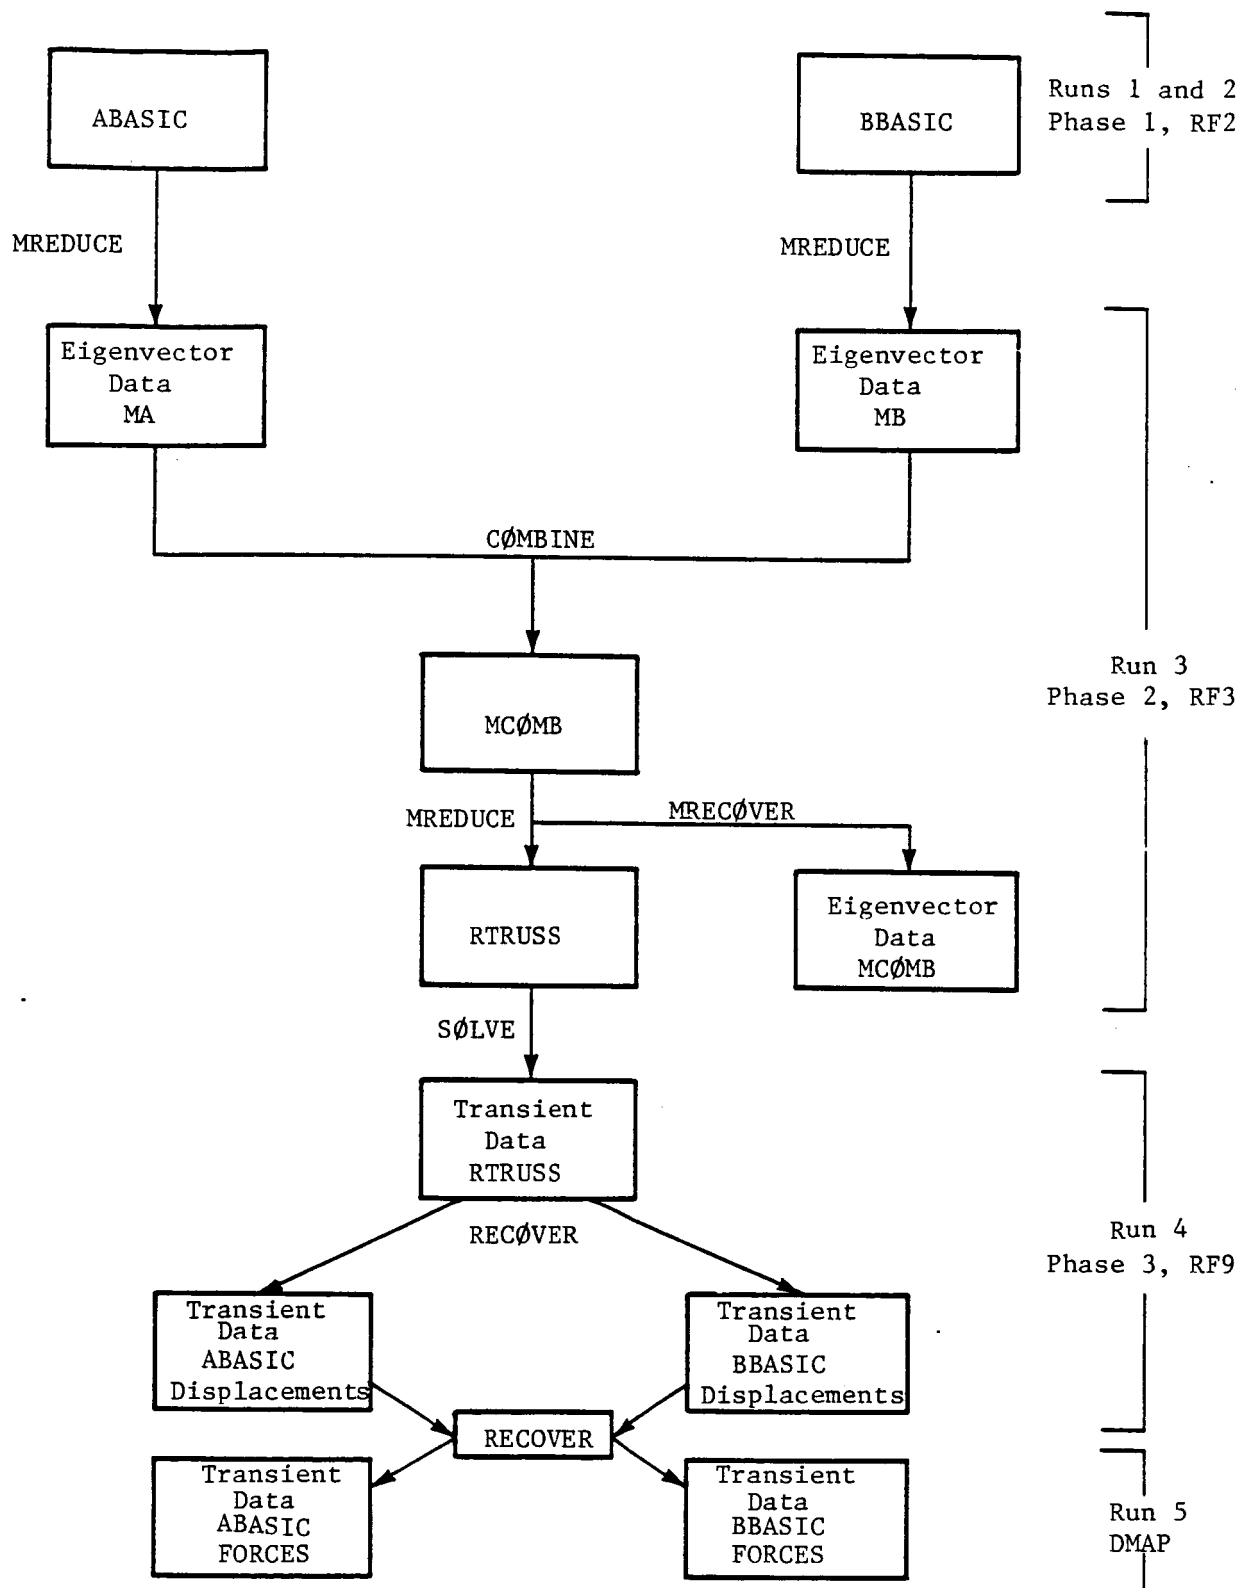 ABASIC
BBASIC
Runs 1 and 2
Phase 1, RF2
MREDUCE
MREDUCE
Eigenvector
Data
MA
Eigenvector
Data
MB
CØMBINE
MCØMB
Run 3
Phase 2, RF3
MREDUCE
MRECØVER
RTRUSS
Eigenvector
Data
MCØMB
SØLVE
Transient
Data
RTRUSS
RECØVER
Run 4
Phase 3, RF9
Transient
Data
ABASIC
Displacements
Transient
Data
BBASIC
Displacements
RECOVER
Transient
Data
ABASIC
FORCES
Transient
Data
BBASIC
FORCES
Run 5
DMAP